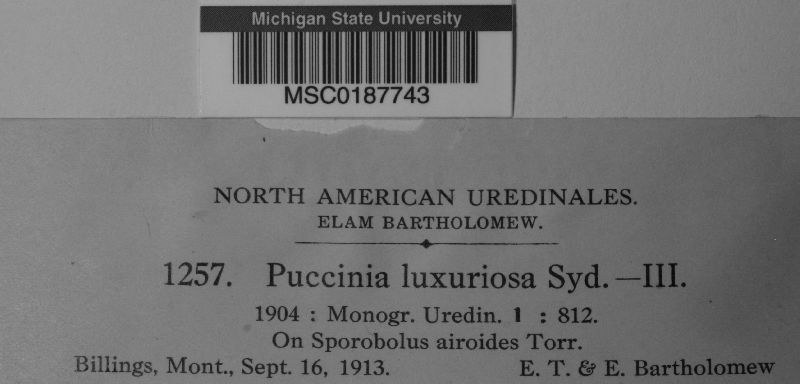 Michigan State University
MSC0187743
NORTH AMERICAN UREDINALES.
ELAM BARTHOLOMEW.
1257. Puccinia luxuriosa Syd.—III.
1904 : Monogr. Uredin. 1 : 812.
On Sporobolus airoides Torr.
Billings, Mont., Sept. 16, 1913. E. T. & E. Bartholomew